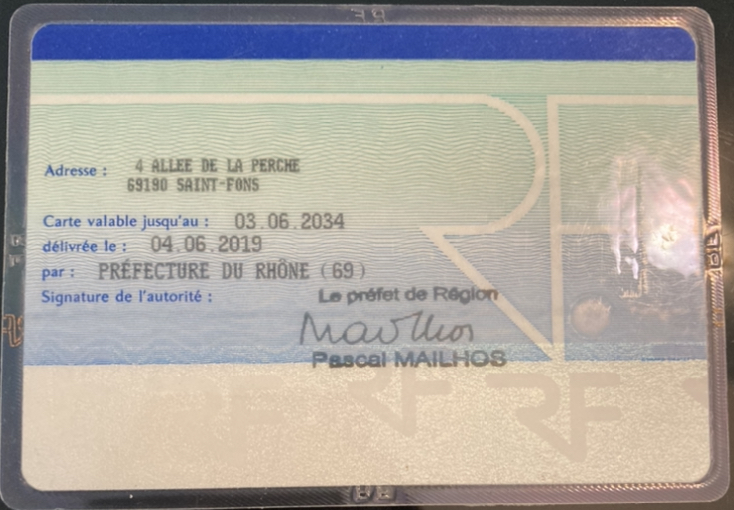 Adresse : 4 ALLEE DE LA PERCHE
69190 SAINT-FONS
Carte valable jusqu'au : 03.06.2034
délivrée le : 04.06.2019
par : PRÉFECTURE DU RHÔNE (69)
Signature de l'autorité : Le préfet de Région
Mailhos
Pascal MAILHOS
RF
RF RF RF